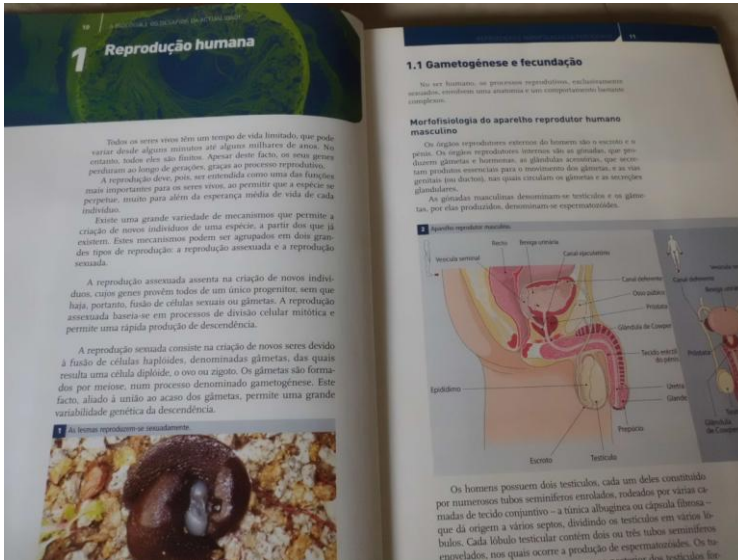 10
1 Reprodução humana
Todos os seres vivos têm um tempo de vida limitado, que pode
variar desde alguns minutos até alguns milhares de anos. No
entanto, todos eles são finitos. Apesar deste facto, os seus genes
perduram ao longo de gerações, graças ao processo reprodutivo.
A reprodução deve, pois, ser entendida como uma das funções
mais importantes para os seres vivos, ao permitir que a espécie se
perpetue, muito para além da esperança média de vida de cada
indivíduo.
Existe uma grande variedade de mecanismos que permite a
criação de novos indivíduos de uma espécie, a partir dos que já
existem. Estes mecanismos podem ser agrupados em dois gran-
des tipos de reprodução: a reprodução assexuada e a reprodução
sexuada.
A reprodução assexuada assenta na criação de novos indiví-
duos, cujos genes provêm todos de um único progenitor, sem que
haja, portanto, fusão de células sexuais ou gâmetas. A reprodução
assexuada baseia-se em processos de divisão celular mitótica e
permite uma rápida produção de descendência.
A reprodução sexuada consiste na criação de novos seres devido
à fusão de células haplóides, denominadas gâmetas, das quais
resulta uma célula diplóide, o ovo ou zigoto. Os gâmetas são forma-
dos por meiose, num processo denominado gametogénese. Este
facto, aliado à união ao acaso dos gâmetas, permite uma grande
variabilidade genética da descendência.
1 As lesmas reproduzem-se sexuadamente.
11
1.1 Gametogénese e fecundação
No ser humano, os processos reprodutivos, exclusivamente
sexuados, envolvem uma anatomia e um comportamento bastante
complexos.
Morfofisiologia do aparelho reprodutor humano
masculino
Os órgãos reprodutores externos do homem são o escroto e o
pénis. Os órgãos reprodutores internos são as gónadas, que pro-
duzem gâmetas e hormonas, as glândulas acessórias, que secre-
tam produtos essenciais para o movimento dos gâmetas, e as vias
genitais (ou ductos), nas quais circulam os gâmetas e as secreções
glandulares.
As gónadas masculinas denominam-se testículos e os gâme-
tas, por elas produzidos, denominam-se espermatozóides.
2 Aparelho reprodutor masculino.
Recto
Bexiga urinária
Vesícula seminal
Canal ejaculatório
Canal deferente
Osso púbico
Próstata
Glândula de Cowper
Tecido eréctil
do pénis
Uretra
Glande
Prepúcio
Epidídimo
Escroto
Testículo
Vesícula
Canal deferente
Bexiga
Próstata
Glândula
de Cowper
Os homens possuem dois testículos, cada um deles constituído
por numerosos tubos seminíferos enrolados, rodeados por várias ca-
madas de tecido conjuntivo – a túnica albugínea ou cápsula fibrosa –
que dá origem a vários septos, dividindo os testículos em vários ló-
bulos. Cada lóbulo testicular contém dois ou três tubos seminíferos
enovelados, nos quais ocorre a produção de espermatozóides. Os tu-
dos testículos